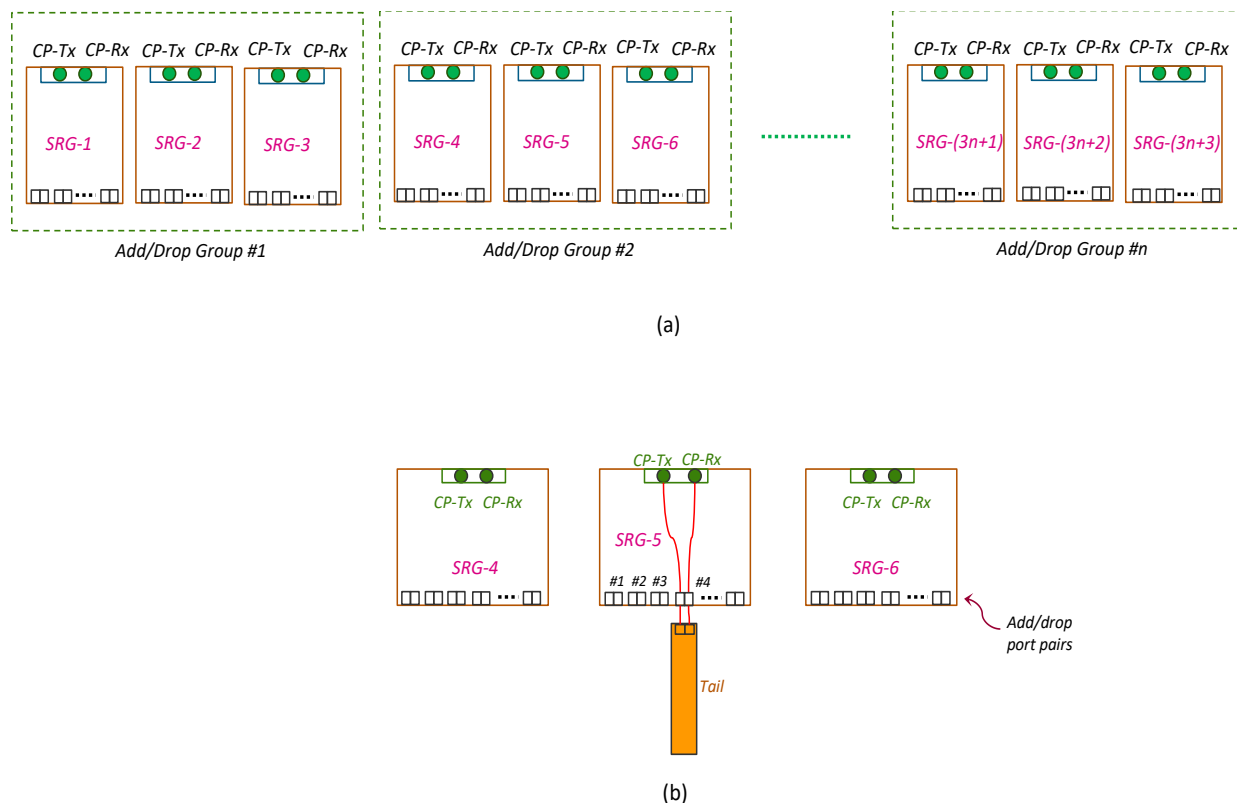 CP-Tx CP-Rx CP-Tx CP-Rx CP-Tx CP-Rx CP-Tx CP-Rx CP-Tx CP-Rx CP-Tx CP-Rx CP-Tx CP-Rx CP-Tx CP-Rx CP-Tx CP-Rx
SRG-1 SRG-2 SRG-3 SRG-4 SRG-5 SRG-6 SRG-(3n+1) SRG-(3n+2) SRG-(3n+3)
Add/Drop Group #1 Add/Drop Group #2 Add/Drop Group #n
(a)
CP-Tx CP-Rx
CP-Tx CP-Rx CP-Tx CP-Rx
SRG-5
SRG-4 SRG-6
#1 #2 #3 #4
Add/drop
port pairs
Tail
(b)